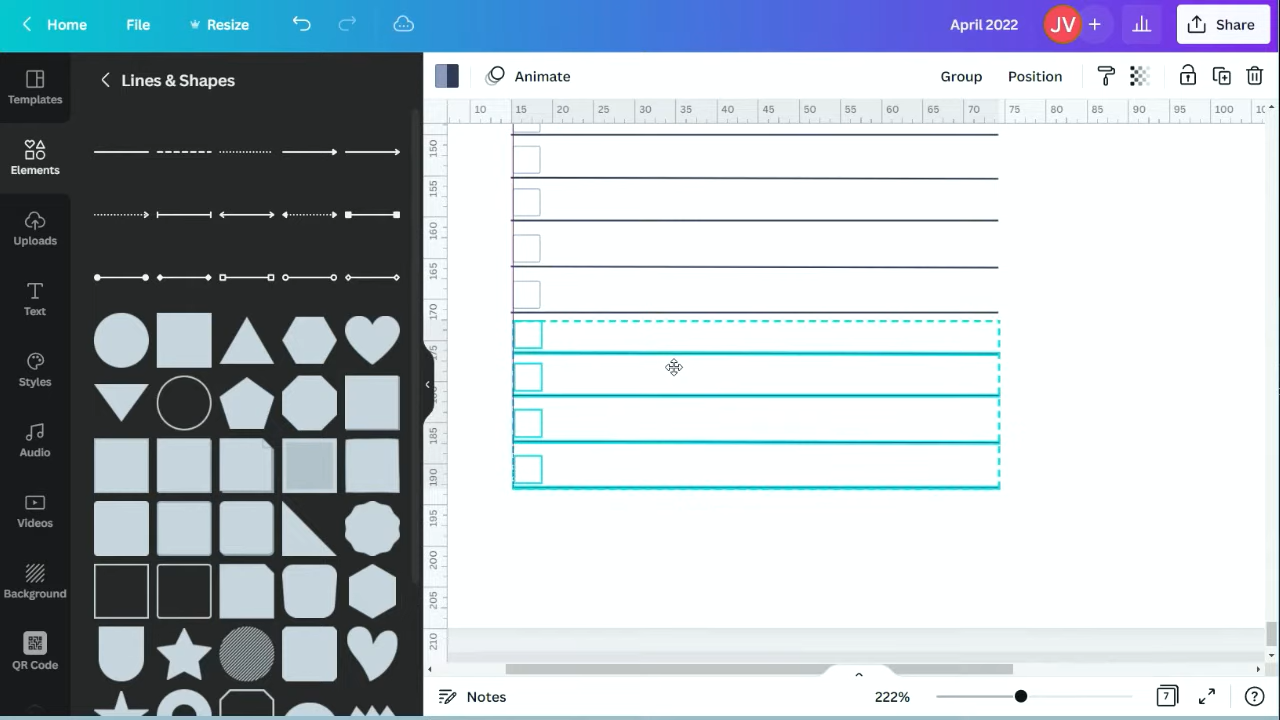 Home File Resize April 2022 JV + Share
Templates Lines & Shapes Animate Group Position
10 15 20 25 30 35 40 45 50 55 60 65 70 75 80 85 90 95 100
Elements
Uploads
Text
Styles
Audio
Videos
Background
QR Code
150
155
160
165
170
175
185
190
195
200
205
210
Notes 222% 7 ?